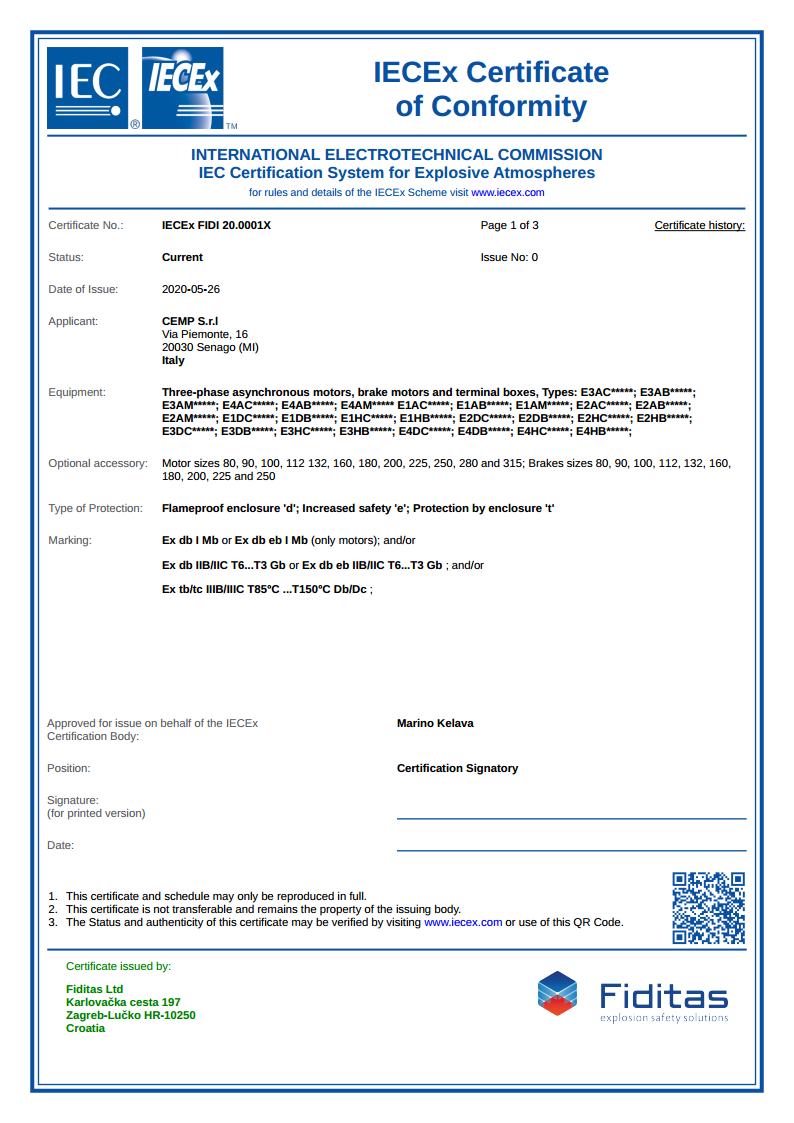 IEC
®
IECEx
TM
IECEx Certificate
of Conformity
INTERNATIONAL ELECTROTECHNICAL COMMISSION
IEC Certification System for Explosive Atmospheres
for rules and details of the IECEx Scheme visit www.iecex.com
Certificate No.: IECEx FIDI 20.0001X Page 1 of 3 Certificate history:
Status: Current Issue No: 0
Date of Issue: 2020-05-26
Applicant: CEMP S.r.l
Via Piemonte, 16
20030 Senago (MI)
Italy
Equipment: Three-phase asynchronous motors, brake motors and terminal boxes, Types: E3AC*****; E3AB*****;
E3AM*****; E4AC*****; E4AB*****; E4AM***** E1AC*****; E1AB*****; E1AM*****; E2AC*****; E2AB*****;
E2AM*****; E1DC*****; E1DB*****; E1HC*****; E1HB*****; E2DC*****; E2DB*****; E2HC*****; E2HB*****;
E3DC*****; E3DB*****; E3HC*****; E3HB*****; E4DC*****; E4DB*****; E4HC*****; E4HB*****;
Optional accessory: Motor sizes 80, 90, 100, 112 132, 160, 180, 200, 225, 250, 280 and 315; Brakes sizes 80, 90, 100, 112, 132, 160,
180, 200, 225 and 250
Type of Protection: Flameproof enclosure 'd'; Increased safety 'e'; Protection by enclosure 't'
Marking: Ex db I Mb or Ex db eb I Mb (only motors); and/or
Ex db IIB/IIC T6...T3 Gb or Ex db eb IIB/IIC T6...T3 Gb ; and/or
Ex tb/tc IIIB/IIIC T85°C ...T150°C Db/Dc ;
Approved for issue on behalf of the IECEx Marino Kelava
Certification Body:
Position: Certification Signatory
Signature:
(for printed version)
Date:
1. This certificate and schedule may only be reproduced in full.
2. This certificate is not transferable and remains the property of the issuing body.
3. The Status and authenticity of this certificate may be verified by visiting www.iecex.com or use of this QR Code.
Certificate issued by:
Fiditas Ltd
Karlovačka cesta 197
Zagreb-Lučko HR-10250
Croatia
Fiditas
explosion safety solutions